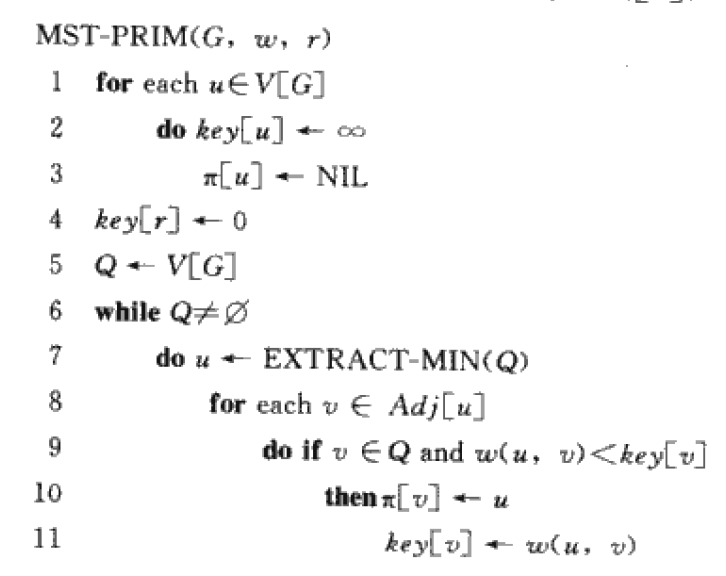 MST-PRIM(G, w, r)
1 for each u∈V[G]
2 do key[u] ← ∞
3 π[u] ← NIL
4 key[r] ← 0
5 Q ← V[G]
6 while Q≠∅
7 do u ← EXTRACT-MIN(Q)
8 for each v ∈ Adj[u]
9 do if v ∈ Q and w(u, v)<key[v]
10 then π[v] ← u
11 key[v] ← w(u, v)